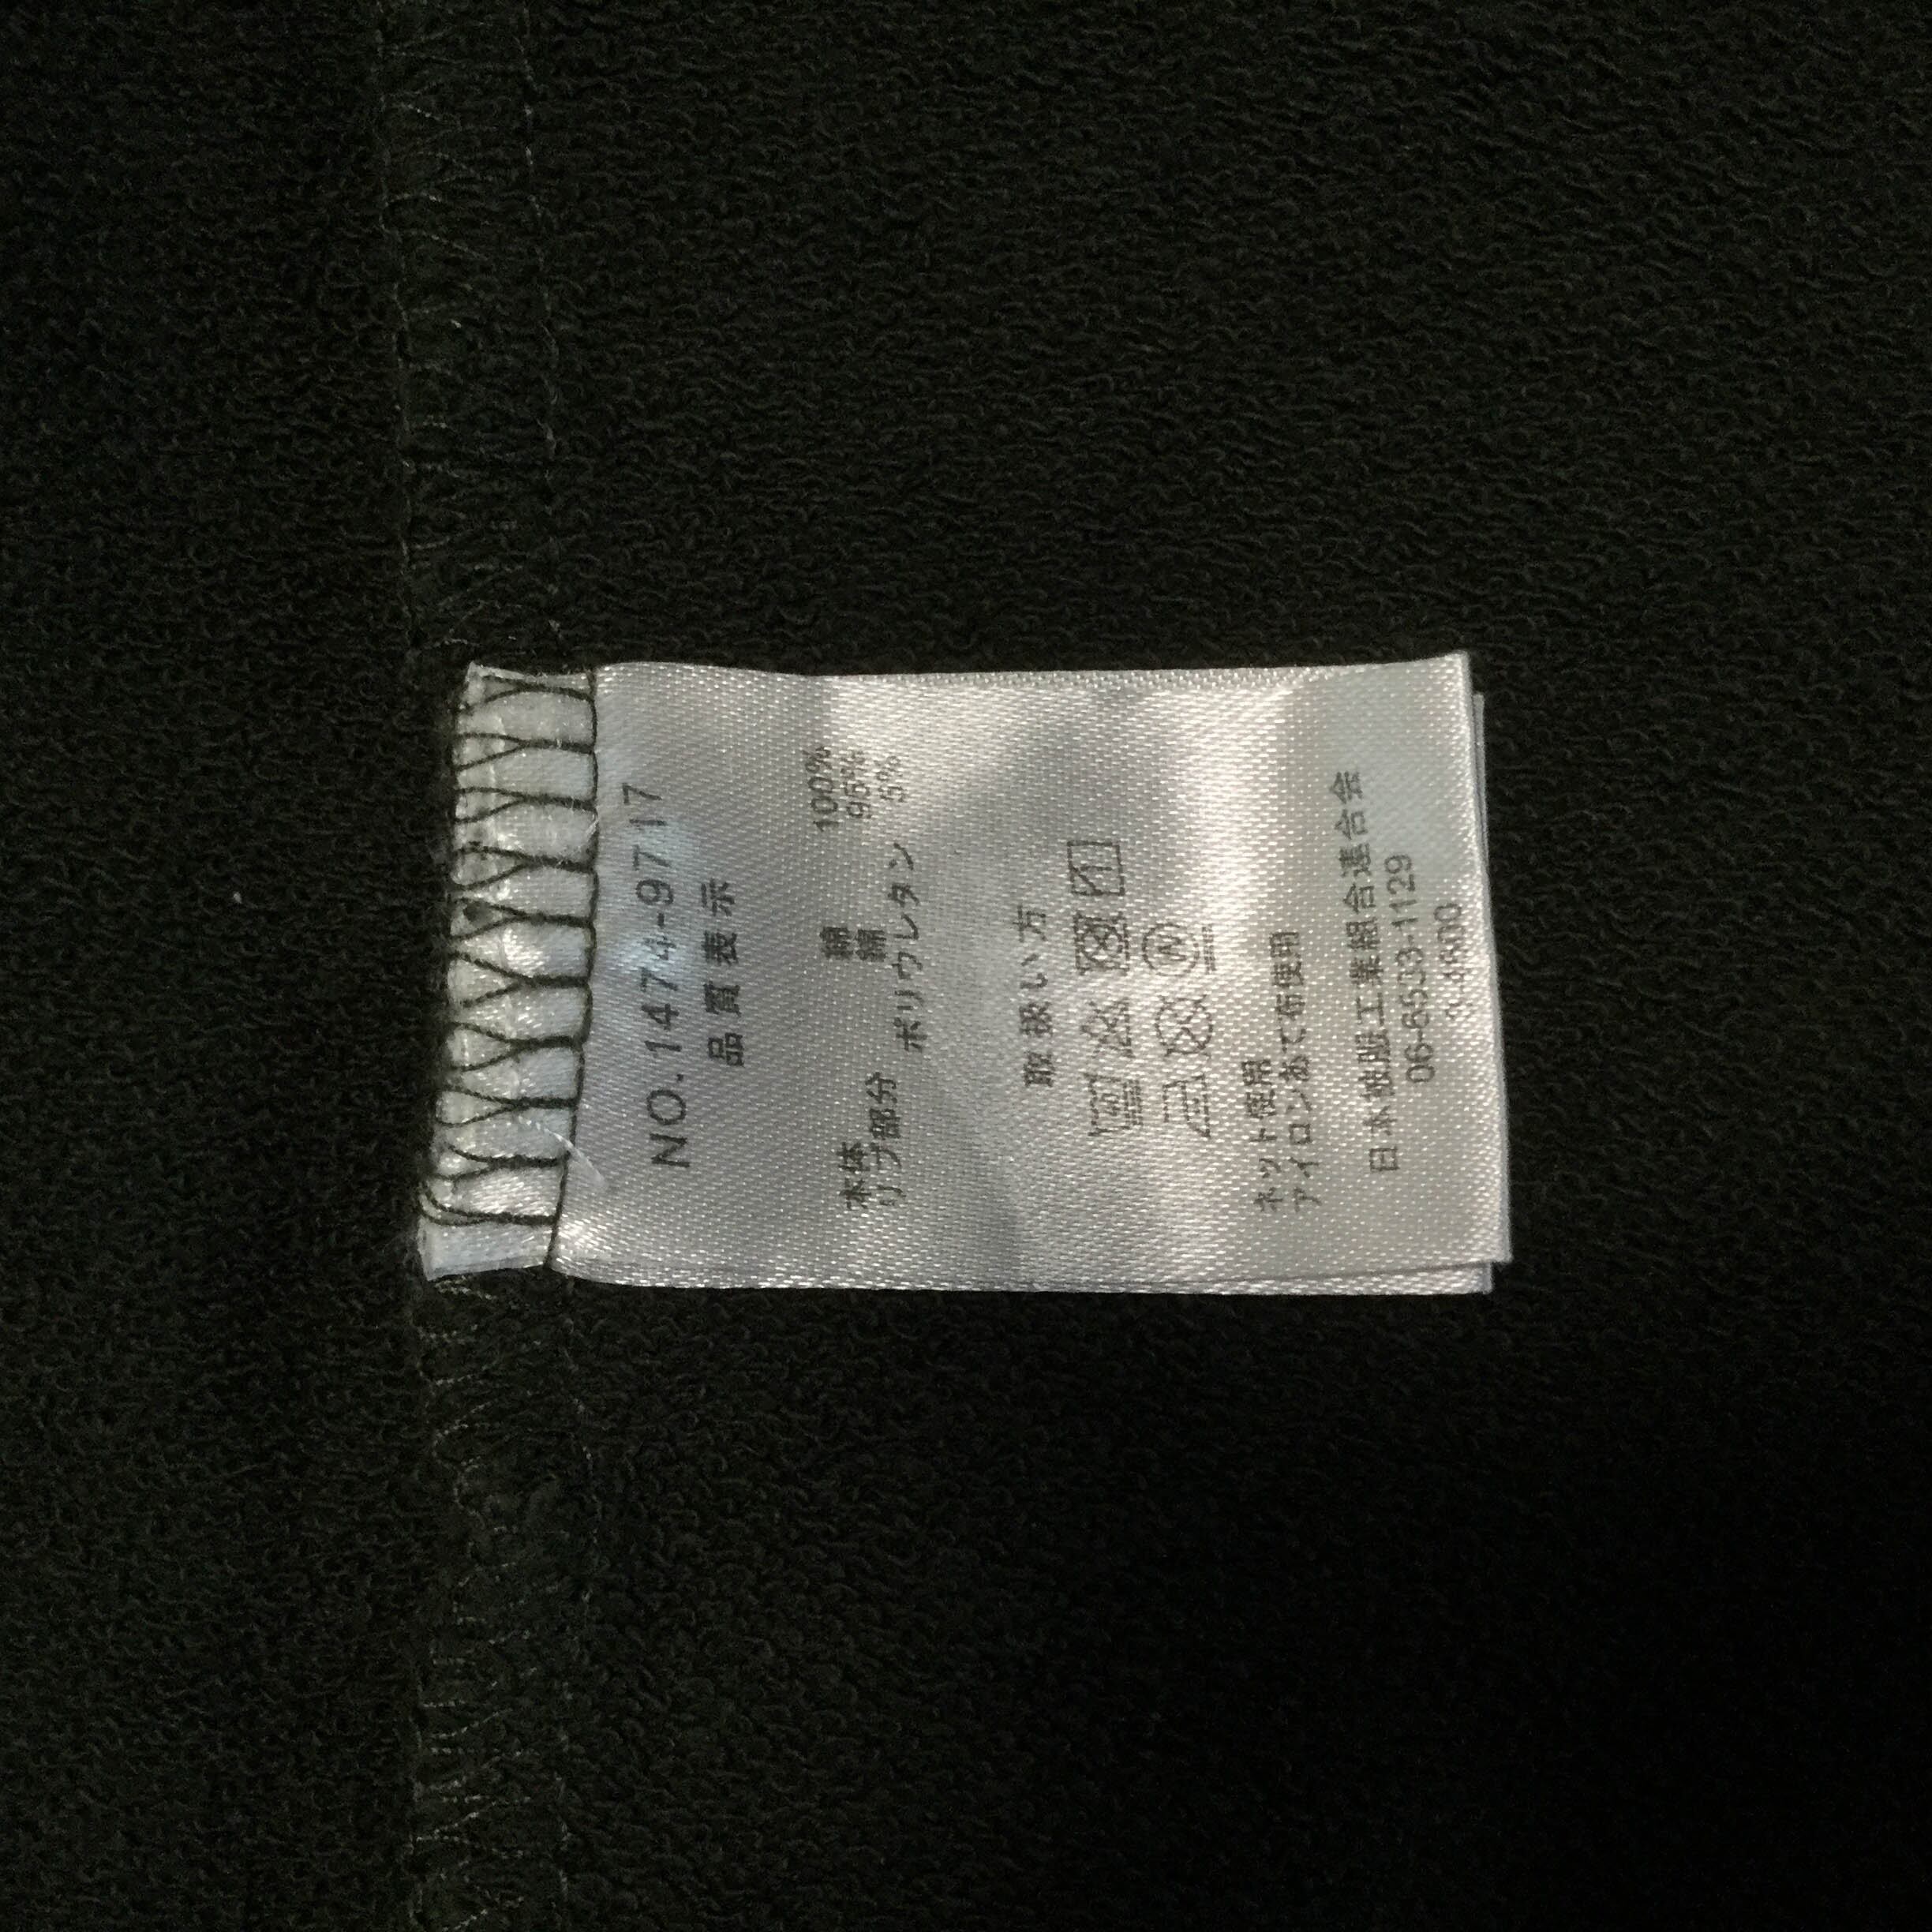 NO.1474-9717
品質表示
本体 綿 100%
リブ部分 綿 95%
ポリウレタン 5%
取扱い方
ネット使用
アイロンあて布使用
日本被服工業組合連合会
06-6533-1129